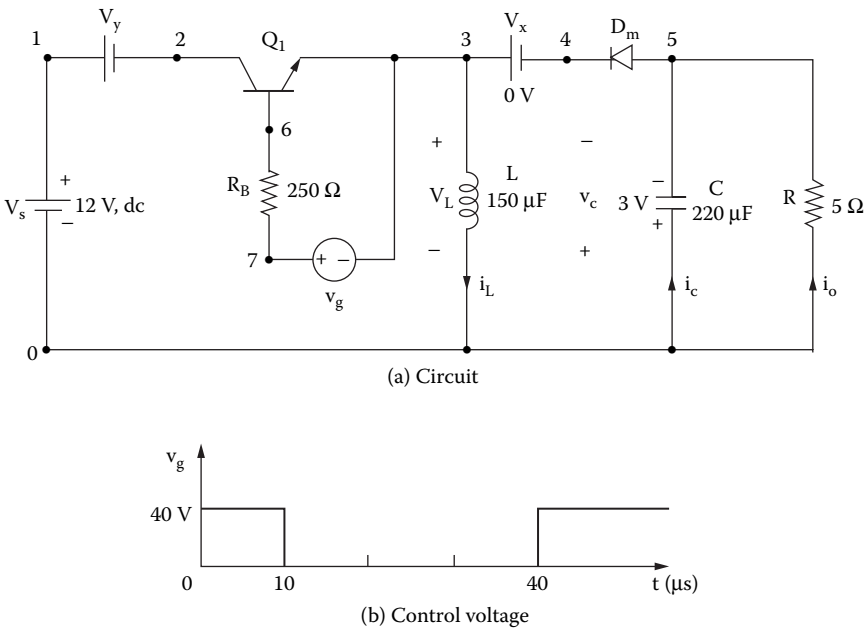 V_y
V_x
D_m
1
2
Q_1
3
4
5
0 V
6
+
−
+
L
−
V_s
12 V, dc
−
R_B
250 Ω
V_L
150 μF
v_c
3 V
C
220 μF
+
R
5 Ω
7
+ −
−
+
v_g
i_L
i_c
i_o
0
(a) Circuit
v_g
40 V
0
10
40
t (μs)
(b) Control voltage